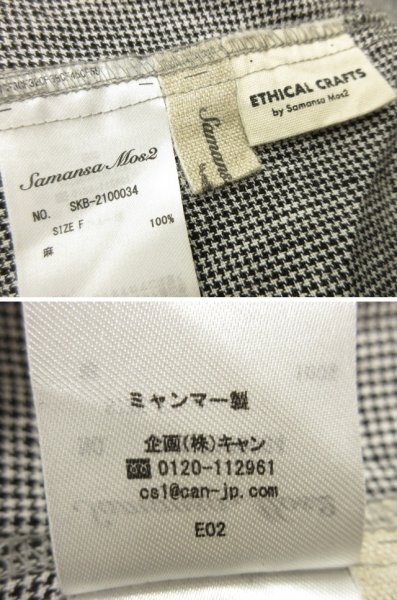 Samansa Mos2
NO. SKB-2100034
SIZE F
麻 100%
Samansa
ETHICAL CRAFTS
by Samansa Mos2
ミャンマー製
企画(株)キャン
0120-112961
cs1@can-jp.com
E02